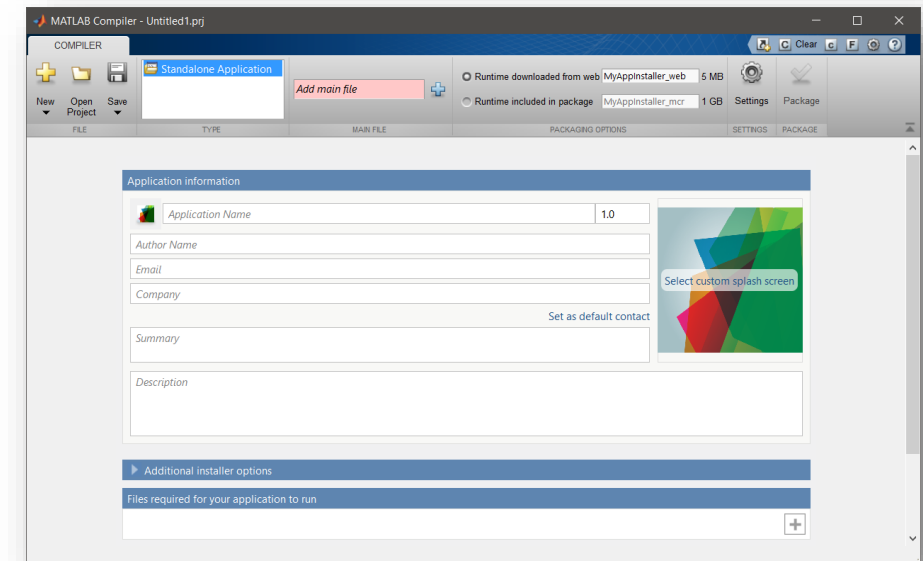 MATLAB Compiler - Untitled1.prj
COMPILER
C Clear c F ?
New Open Project Save
Standalone Application
Add main file
Runtime downloaded from web MyAppInstaller_web 5 MB
Runtime included in package MyAppInstaller_mcr 1 GB
Settings Package
FILE TYPE MAIN FILE PACKAGING OPTIONS SETTINGS PACKAGE
Application information
Application Name 1.0
Author Name
Email
Select custom splash screen
Company
Set as default contact
Summary
Description
Additional installer options
Files required for your application to run